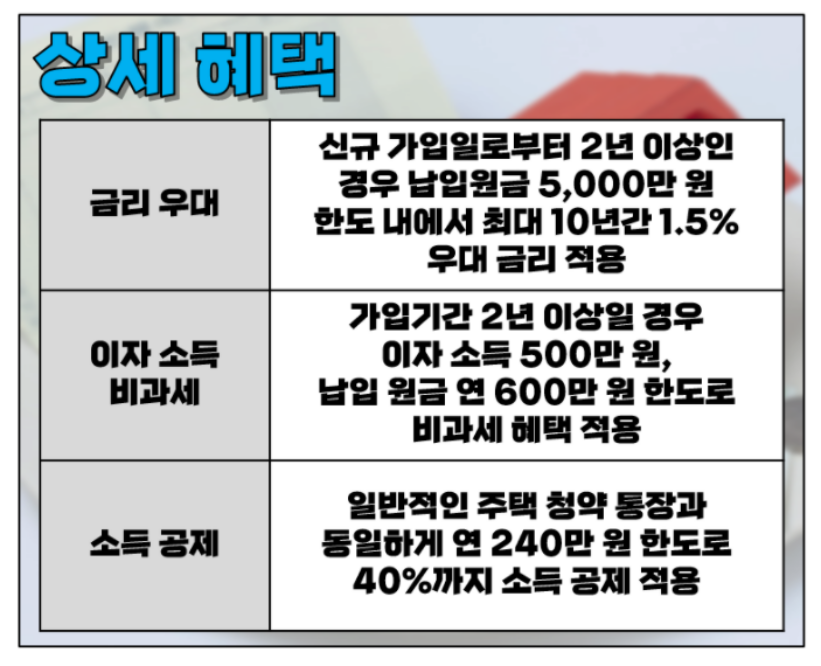 상세 혜택
금리 우대
신규 가입일로부터 2년 이상인
경우 납입원금 5,000만 원
한도 내에서 최대 10년간 1.5%
우대 금리 적용
이자 소득
비과세
가입기간 2년 이상일 경우
이자 소득 500만 원,
납입 원금 연 600만 원 한도로
비과세 혜택 적용
소득 공제
일반적인 주택 청약 통장과
동일하게 연 240만 원 한도로
40%까지 소득 공제 적용